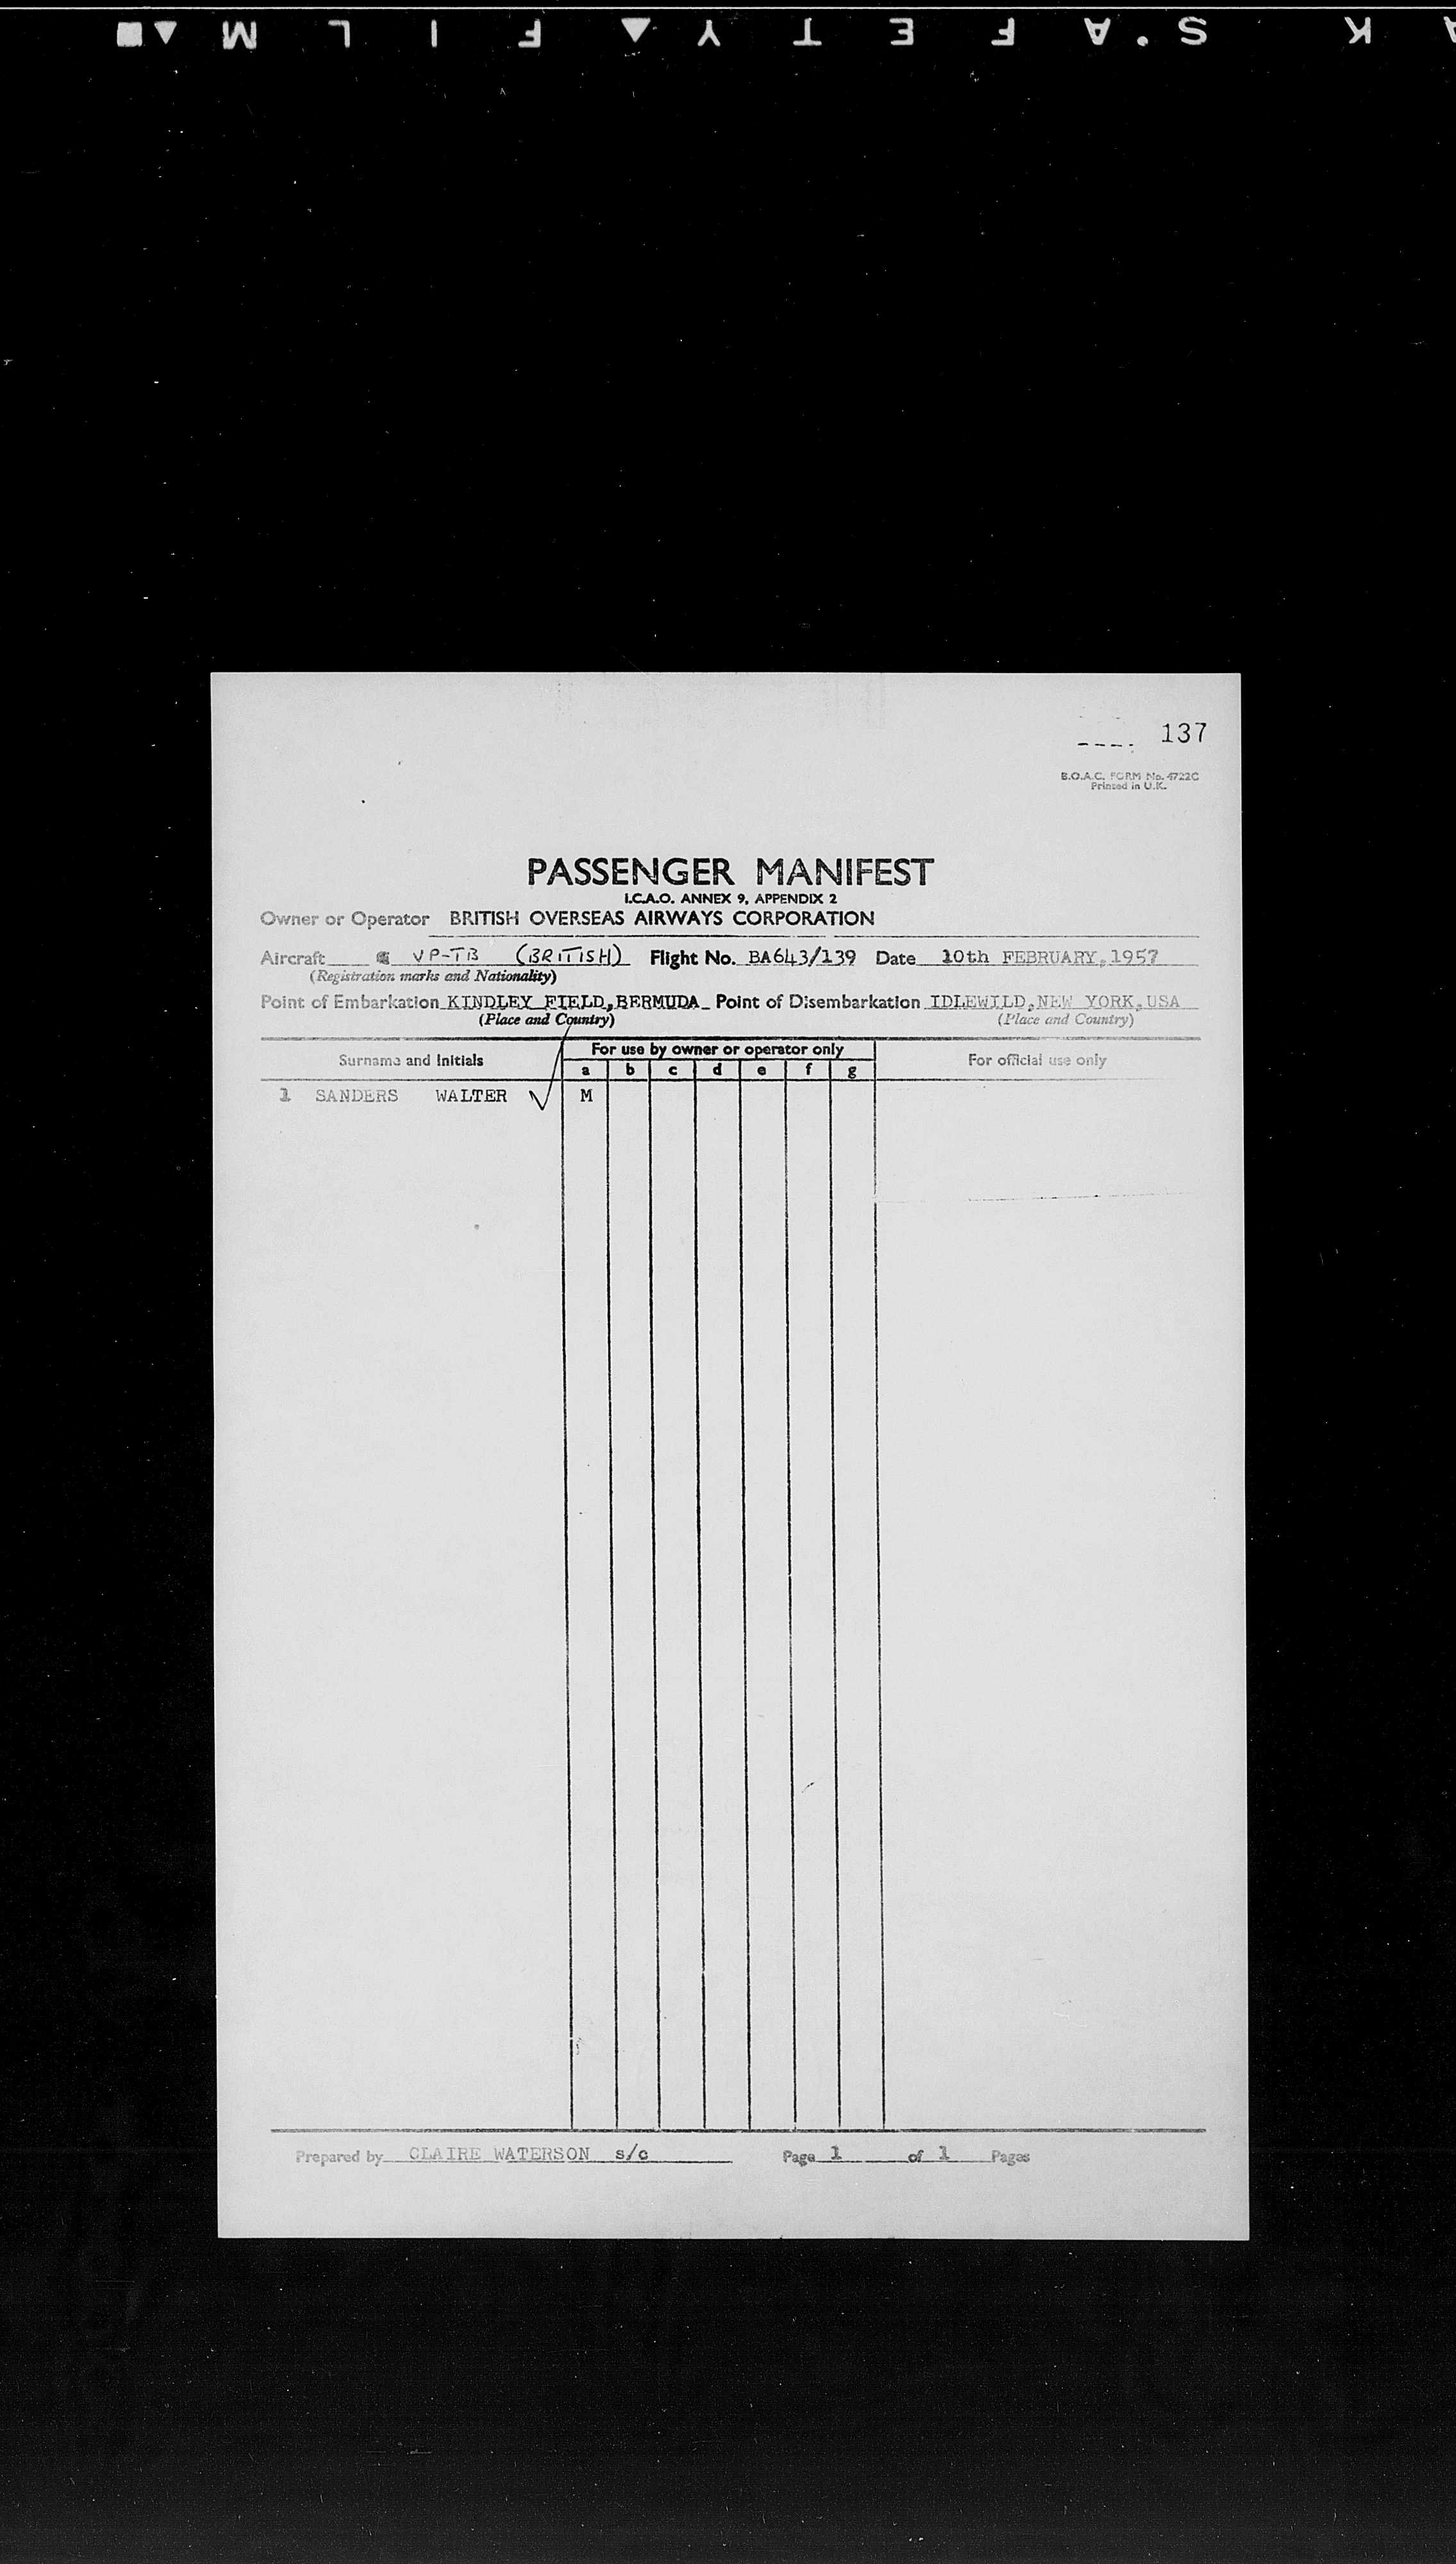 K S.AFETY FILM
137
B.O.A.C. FORM No. 4722C
Printed in U.K.
PASSENGER MANIFEST
I.C.A.O. ANNEX 9, APPENDIX 2
Owner or Operator BRITISH OVERSEAS AIRWAYS CORPORATION
Aircraft VP-TB (BRITISH) Flight No. BA643/139 Date 10th FEBRUARY, 1957
(Registration marks and Nationality)
Point of Embarkation KINDLEY FIELD, BERMUDA Point of Disembarkation IDLEWILD, NEW YORK, USA
(Place and Country) (Place and Country)
Surname and Initials For use by owner or operator only For official use only
a b c d e f g
1 SANDERS WALTER M
Prepared by CLAIRE WATERSON s/c Page 1 of 1 Pages